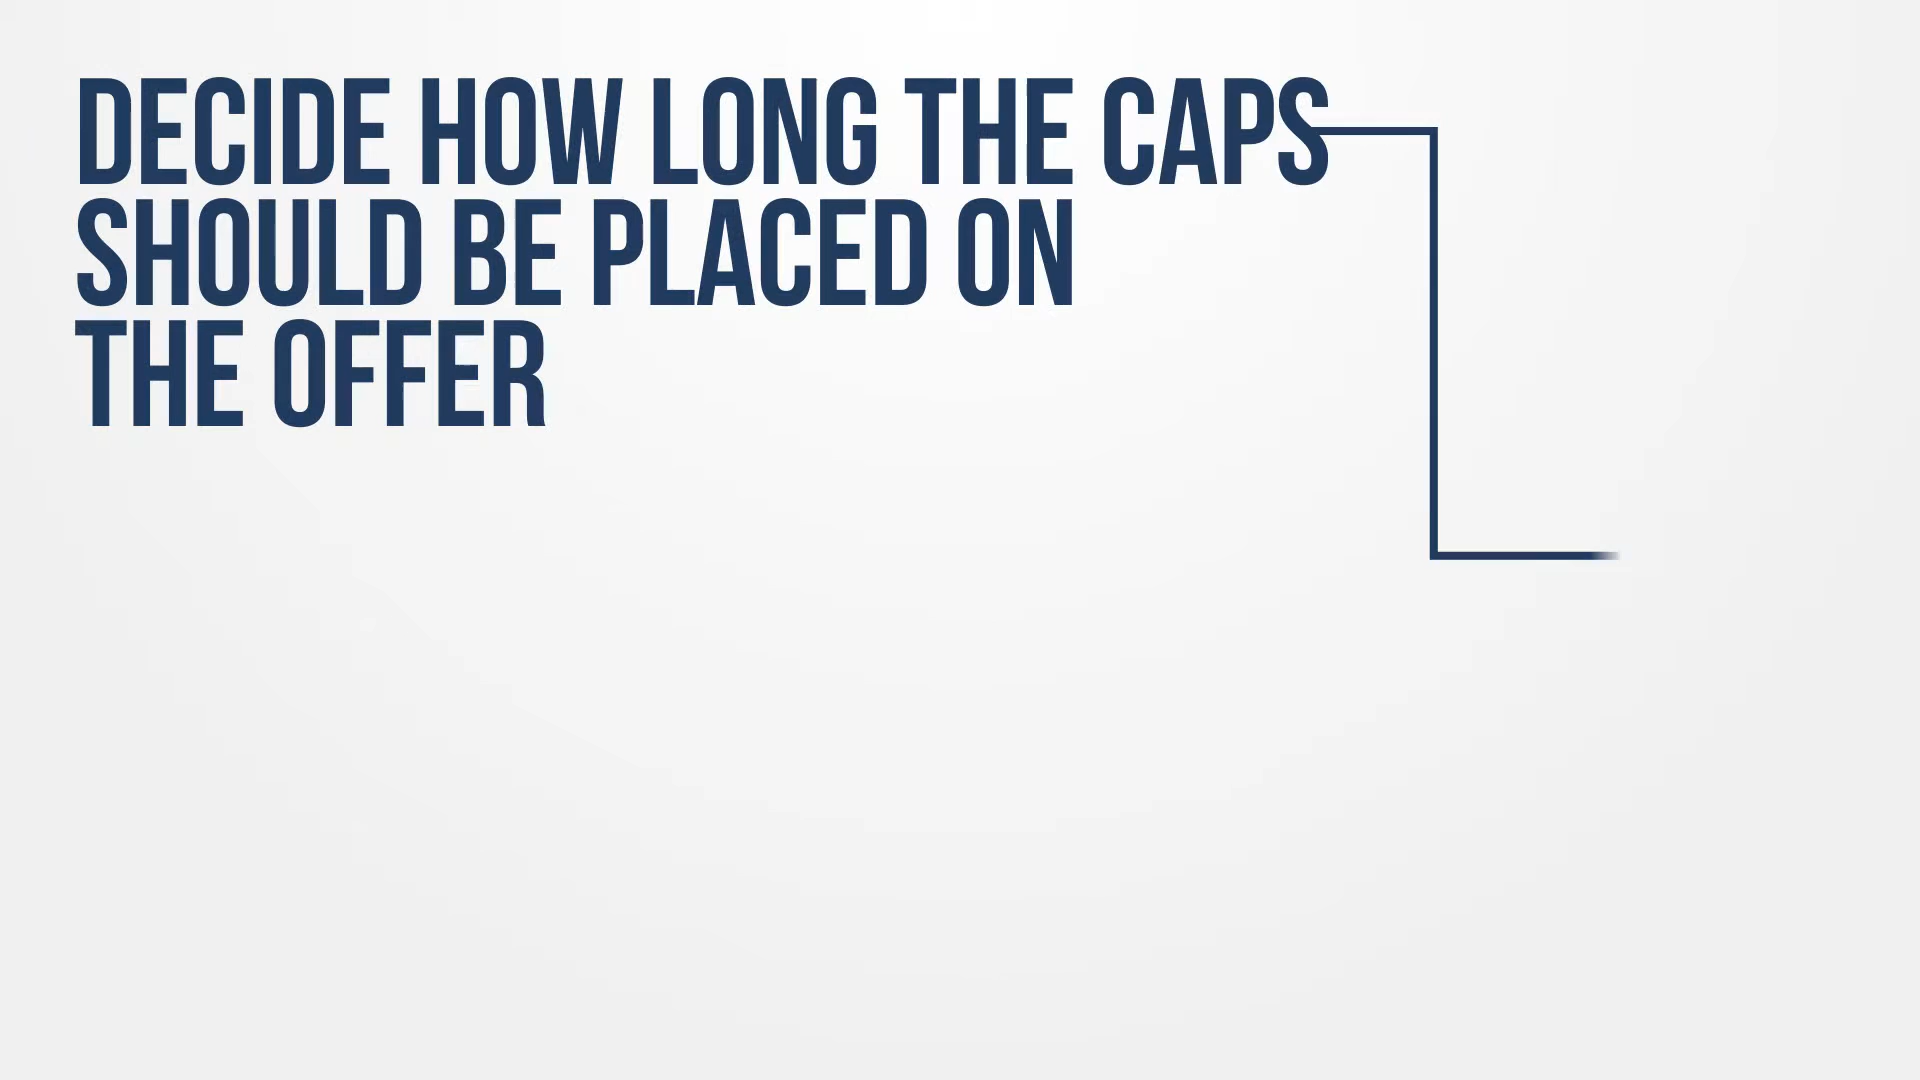 DECIDE HOW LONG THE CAPS
SHOULD BE PLACED ON
THE OFFER